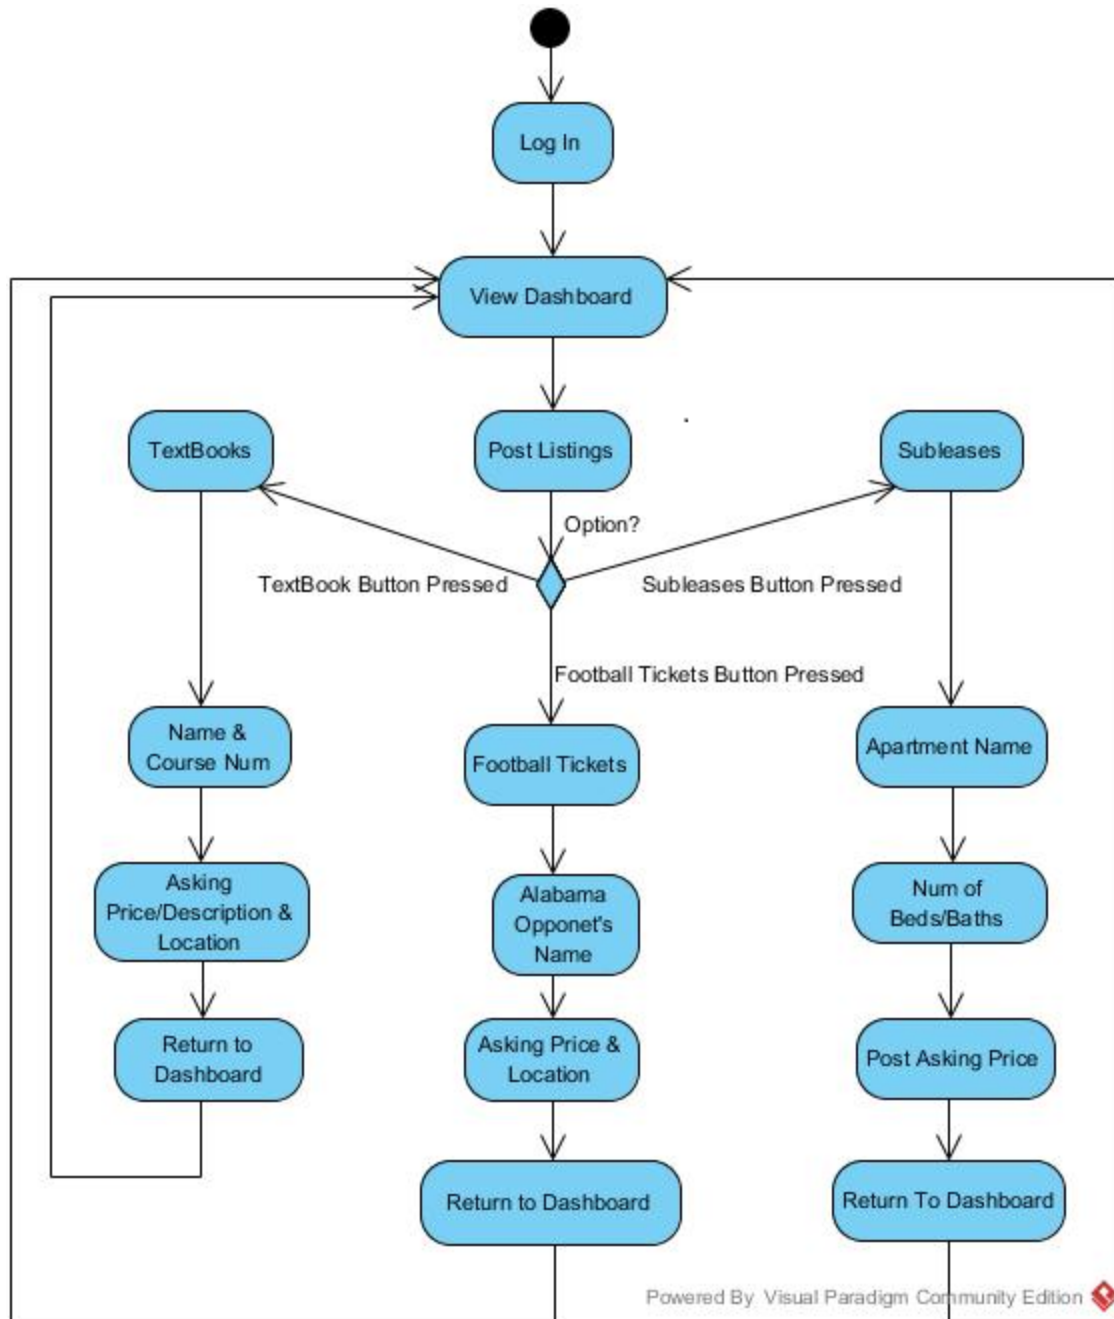 Log In
View Dashboard
TextBooks
Post Listings
Subleases
Option?
TextBook Button Pressed
Subleases Button Pressed
Football Tickets Button Pressed
Name &
Course Num
Football Tickets
Apartment Name
Asking
Price/Description &
Location
Alabama
Opponet's
Name
Num of
Beds/Baths
Return to
Dashboard
Asking Price &
Location
Post Asking Price
Return to Dashboard
Return To Dashboard
Powered By Visual Paradigm Community Edition